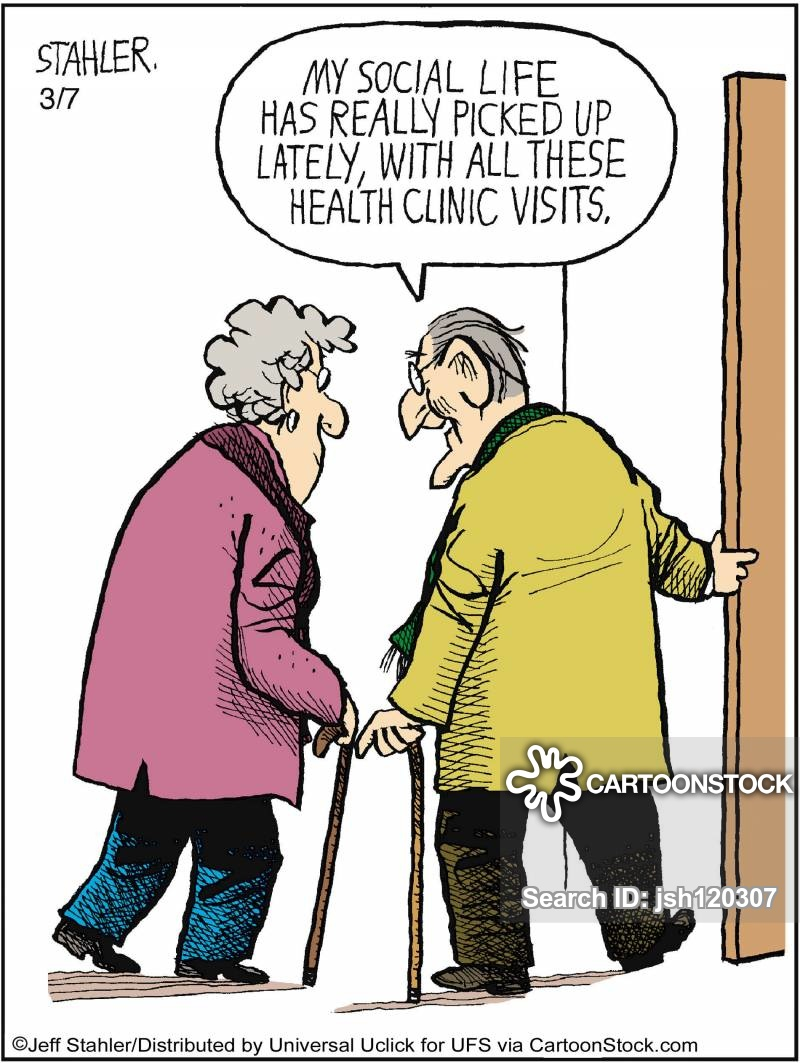 STAHLER.
3/7
MY SOCIAL LIFE
HAS REALLY PICKED UP
LATELY, WITH ALL THESE
HEALTH CLINIC VISITS.
CARTOONSTOCK
Search ID: jsh120307
©Jeff Stahler/Distributed by Universal Uclick for UFS via CartoonStock.com